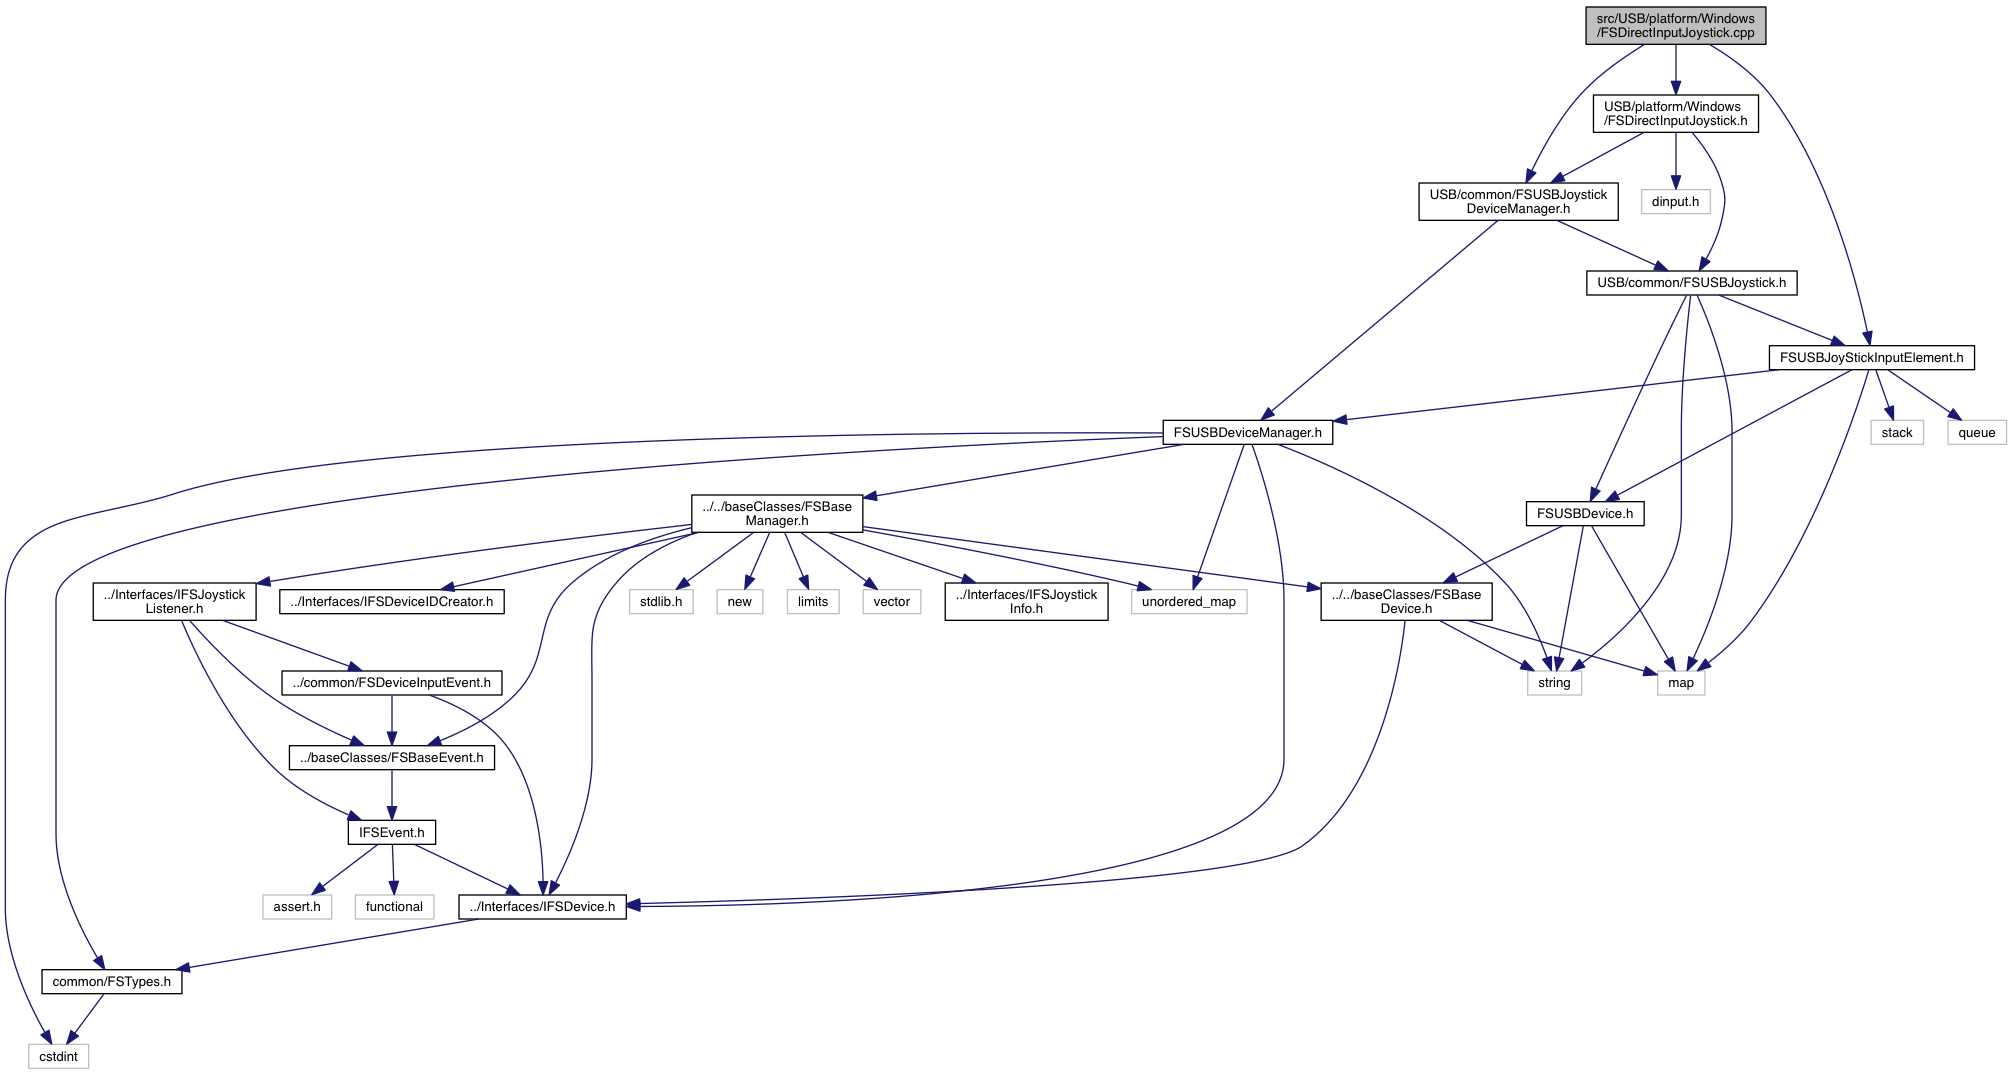 src/USB/platform/Windows
/FSDirectInputJoystick.cpp
USB/platform/Windows
/FSDirectInputJoystick.h
USB/common/FSUSBJoystick
DeviceManager.h
dinput.h
USB/common/FSUSBJoystick.h
FSUSBJoyStickInputElement.h
FSUSBDeviceManager.h
stack
queue
../../baseClasses/FSBase
Manager.h
FSUSBDevice.h
../Interfaces/IFSJoystick
Listener.h
../Interfaces/IFSDeviceIDCreator.h
stdlib.h
new
limits
vector
../Interfaces/IFSJoystick
Info.h
unordered_map
../../baseClasses/FSBase
Device.h
../common/FSDeviceInputEvent.h
string
map
../baseClasses/FSBaseEvent.h
IFSEvent.h
assert.h
functional
../Interfaces/IFSDevice.h
common/FSTypes.h
cstdint